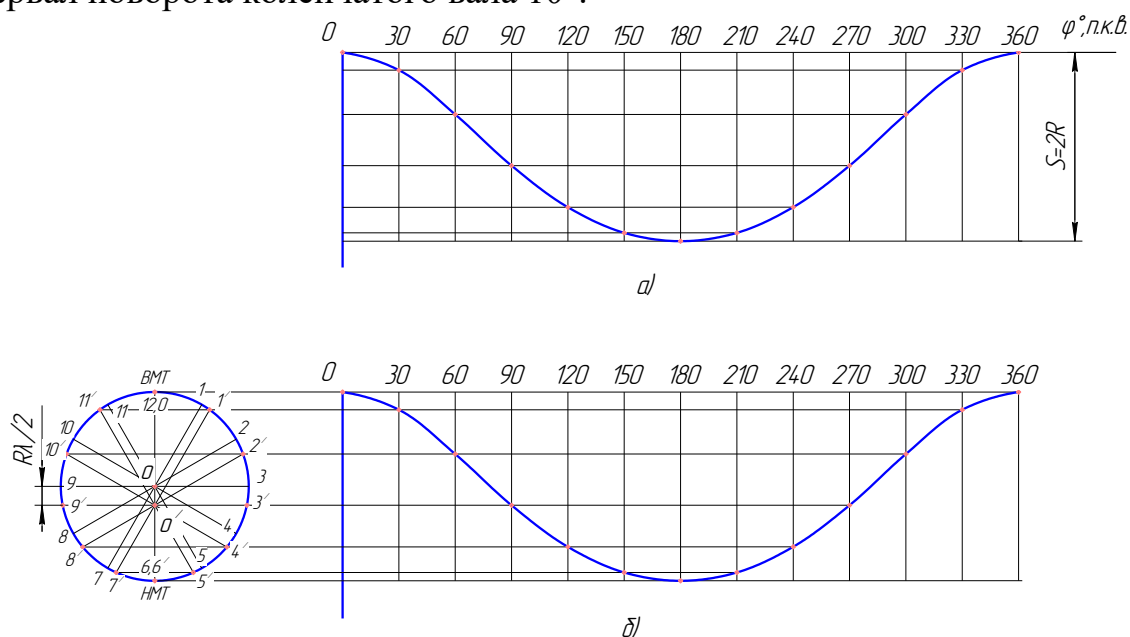 вала 10
0 30 60 90 120 150 180 210 240 270 300 330 360 φ°,п.к.в.
S=2R
а)
0 30 60 90 120 150 180 210 240 270 300 330 360
ВМТ
11′ 11 12,0 1 1′
10 2
10′ 2′
Rλ/2
O
9 3
9′ 3′
O′
8 4
8′ 4′
7 6,6′ 5
7′ 5′
НМТ
б)